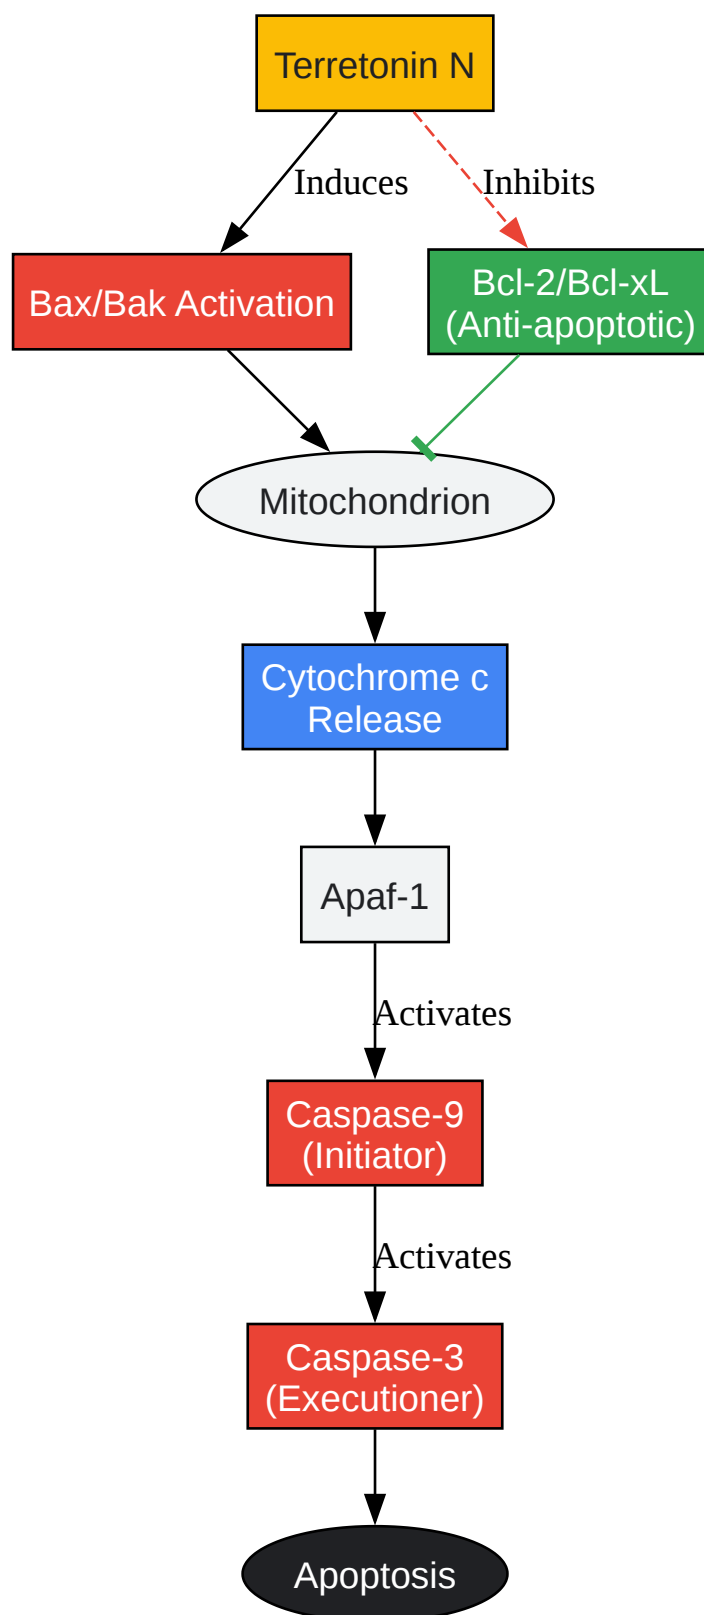 Terretonin N
Induces
Inhibits
Bax/Bak Activation
Bcl-2/Bcl-xL
(Anti-apoptotic)
Mitochondrion
Cytochrome c
Release
Apaf-1
Activates
Caspase-9
(Initiator)
Activates
Caspase-3
(Executioner)
Apoptosis